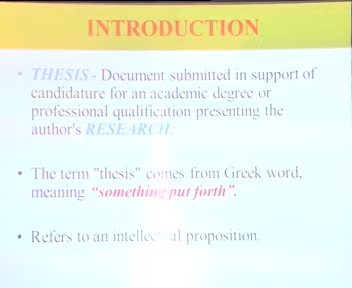 INTRODUCTION
• THESIS- Document submitted in support of
candidature for an academic degree or
professional qualification presenting the
author's RESEARCH.
• The term "thesis" comes from Greek word,
meaning “something put forth”.
• Refers to an intellectual proposition.